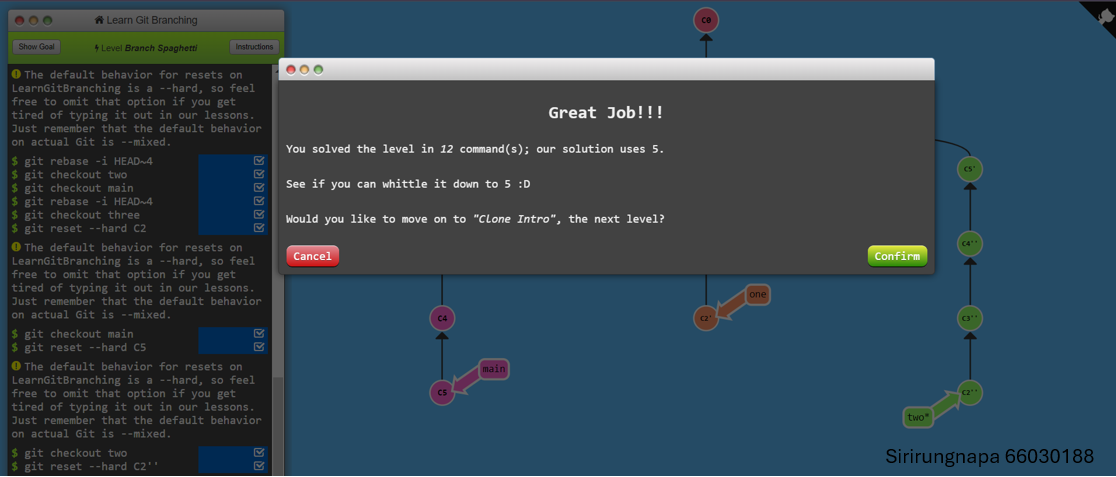 Learn Git Branching
Show Goal
Level Branch Spaghetti
Instructions
The default behavior for resets on
LearnGitBranching is a --hard, so feel
free to omit that option if you get
tired of typing it out in our lessons.
Just remember that the default behavior
on actual Git is --mixed.
$ git rebase -i HEAD~4
$ git checkout two
$ git checkout main
$ git rebase -i HEAD~4
$ git checkout three
$ git reset --hard C2
The default behavior for resets on
LearnGitBranching is a --hard, so feel
free to omit that option if you get
tired of typing it out in our lessons.
Just remember that the default behavior
on actual Git is --mixed.
$ git checkout main
$ git reset --hard C5
The default behavior for resets on
LearnGitBranching is a --hard, so feel
free to omit that option if you get
tired of typing it out in our lessons.
Just remember that the default behavior
on actual Git is --mixed.
$ git checkout two
$ git reset --hard C2''
C0
Great Job!!!
You solved the level in 12 command(s); our solution uses 5.
See if you can whittle it down to 5 :D
Would you like to move on to "Clone Intro", the next level?
Cancel
Confirm
C5'
C4''
one
C4
C2'
C3''
main
C5
C2''
two*
Sirirungnapa 66030188